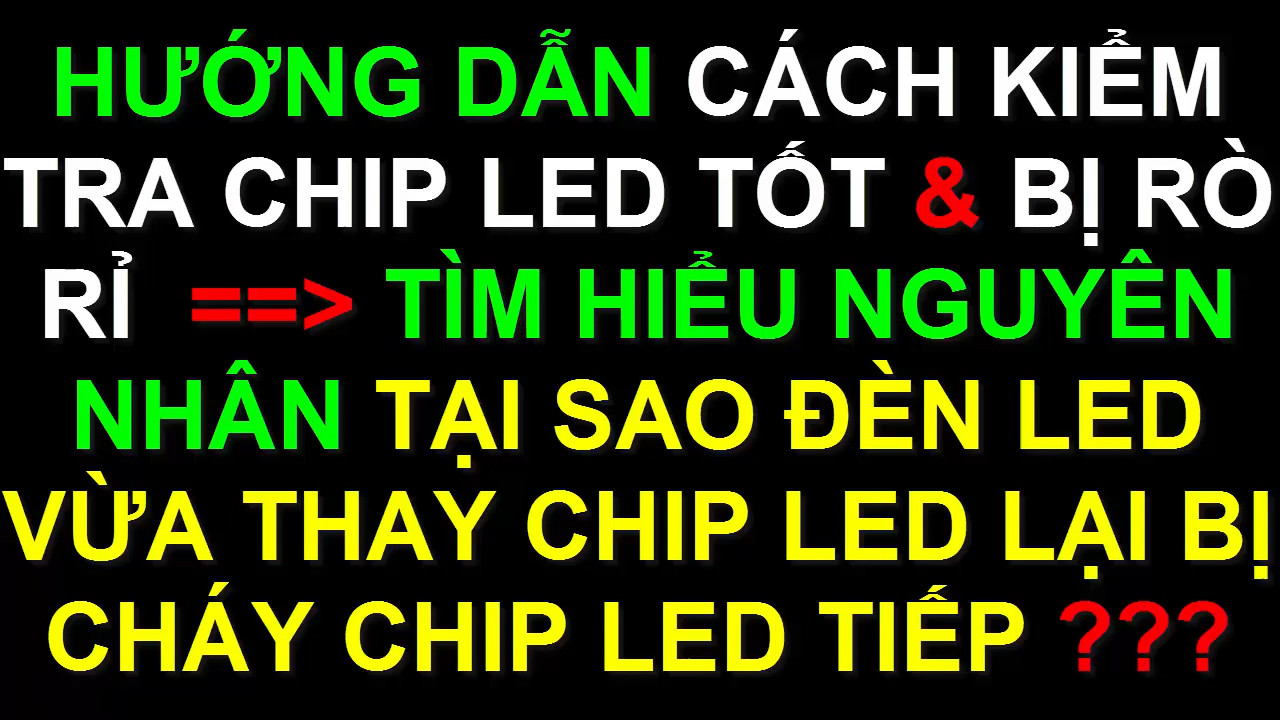 HƯỚNG DẪN CÁCH KIỂM
TRA CHIP LED TỐT & BỊ RÒ
RỈ ==> TÌM HIỂU NGUYÊN
NHÂN TẠI SAO ĐÈN LED
VỪA THAY CHIP LED LẠI BỊ
CHÁY CHIP LED TIẾP ???